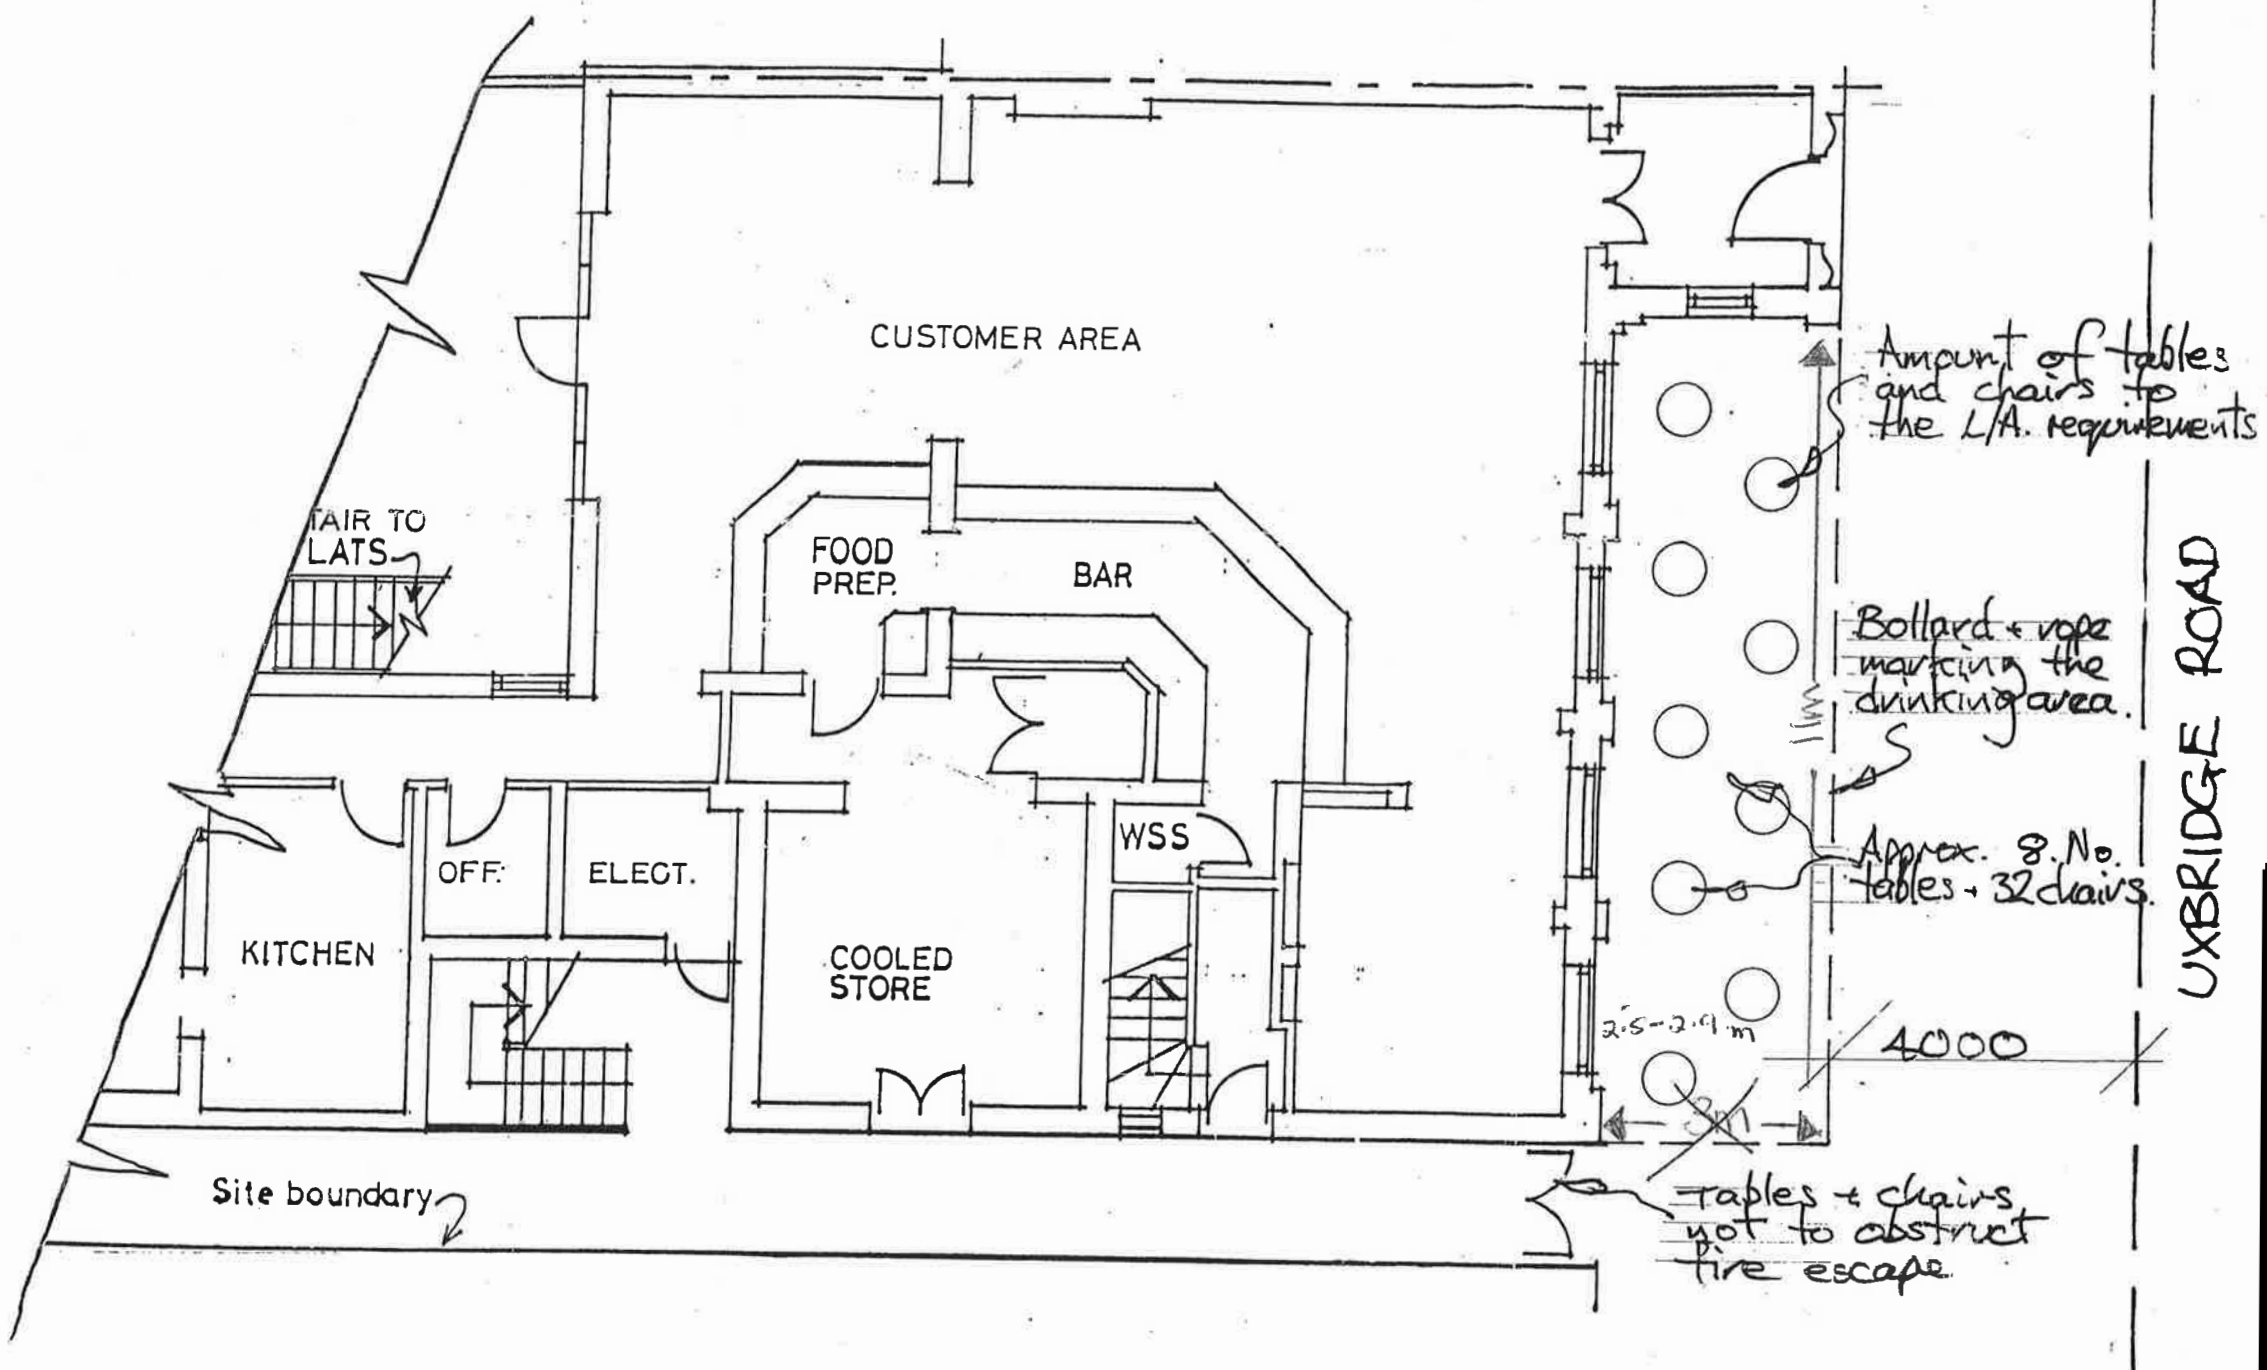 CUSTOMER AREA
Amount of tables
and chairs to
the L/A. requirements
TAIR TO
LATS
FOOD
PREP.
BAR
Bollard + rope
marking the
drinking area.
UXBRIDGE ROAD
WSS
Approx. 8. No.
tables + 32 chairs.
OFF:
ELECT.
KITCHEN
COOLED
STORE
2.5-2.9m
4000
3m
Site boundary
Tables + chairs
not to obstruct
fire escape